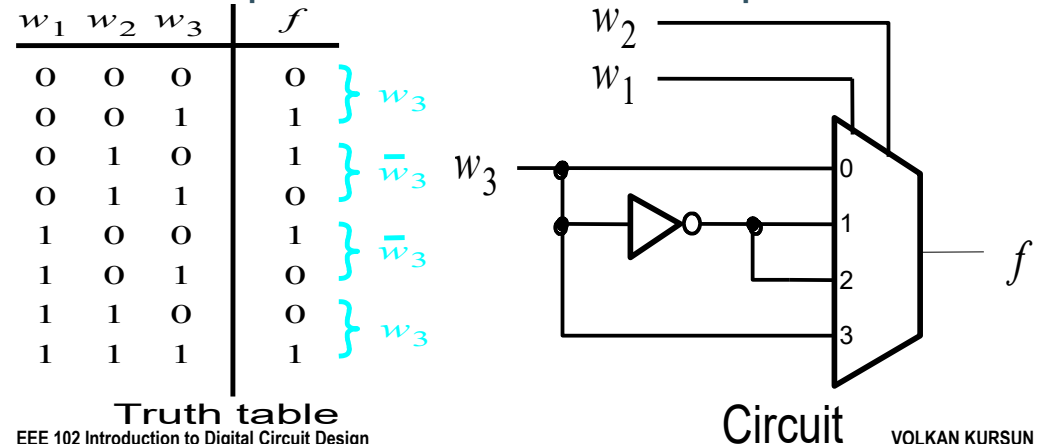 w1 w2 w3 f
0 0 0 0
0 0 1 1
w3
0 1 0 1
0 1 1 0
w̅3
1 0 0 1
1 0 1 0
w̅3
1 1 0 0
1 1 1 1
w3
Truth table
w2
w1
w3
0
1
2
3
f
Circuit
EEE 102 Introduction to Digital Circuit Design
VOLKAN KURSUN